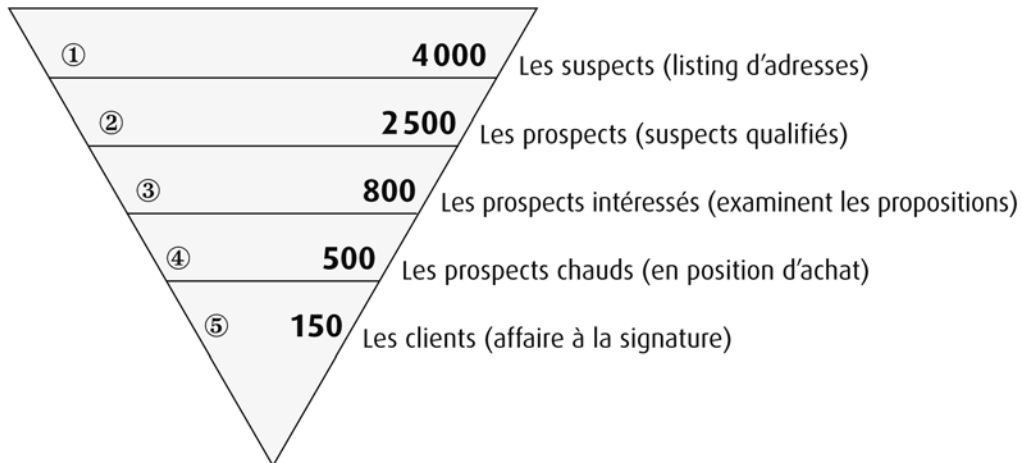 ① 4 000 Les suspects (listing d’adresses)
② 2 500 Les prospects (suspects qualifiés)
③ 800 Les prospects intéressés (examinent les propositions)
④ 500 Les prospects chauds (en position d’achat)
⑤ 150 Les clients (affaire à la signature)